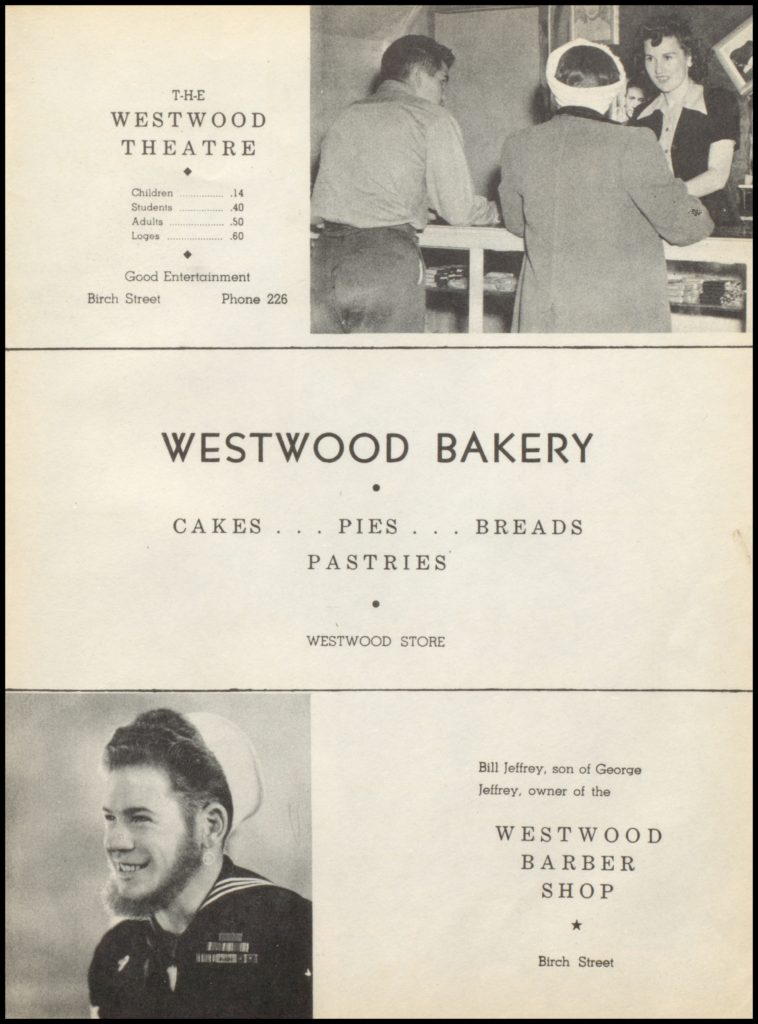 T-H-E
WESTWOOD
THEATRE
Children ................ .14
Students ............... .40
Adults ................... .50
Loges ................... .60
Good Entertainment
Birch Street Phone 226
WESTWOOD BAKERY
CAKES . . . PIES . . . BREADS
PASTRIES
WESTWOOD STORE
Bill Jeffrey, son of George
Jeffrey, owner of the
WESTWOOD
BARBER
SHOP
Birch Street